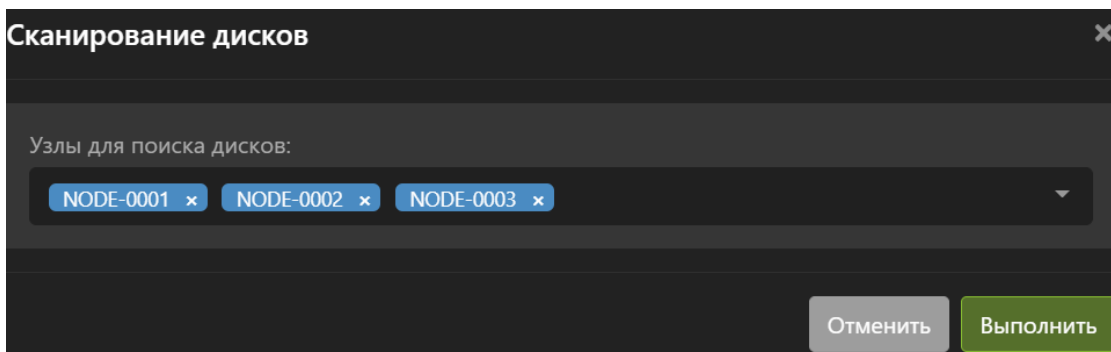 Сканирование дисков ×
Узлы для поиска дисков:
NODE-0001 × NODE-0002 × NODE-0003 ×
Отменить Выполнить